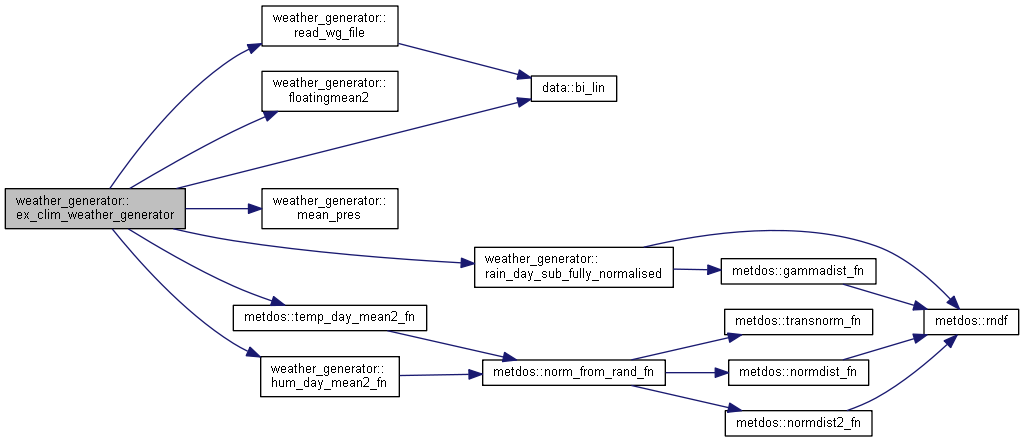 weather_generator::
read_wg_file
weather_generator::
floatingmean2
data::bi_lin
weather_generator::
ex_clim_weather_generator
weather_generator::
mean_pres
weather_generator::
rain_day_sub_fully_normalised
metdos::gammadist_fn
metdos::temp_day_mean2_fn
metdos::transnorm_fn
metdos::rndf
weather_generator::
hum_day_mean2_fn
metdos::norm_from_rand_fn
metdos::normdist_fn
metdos::normdist2_fn